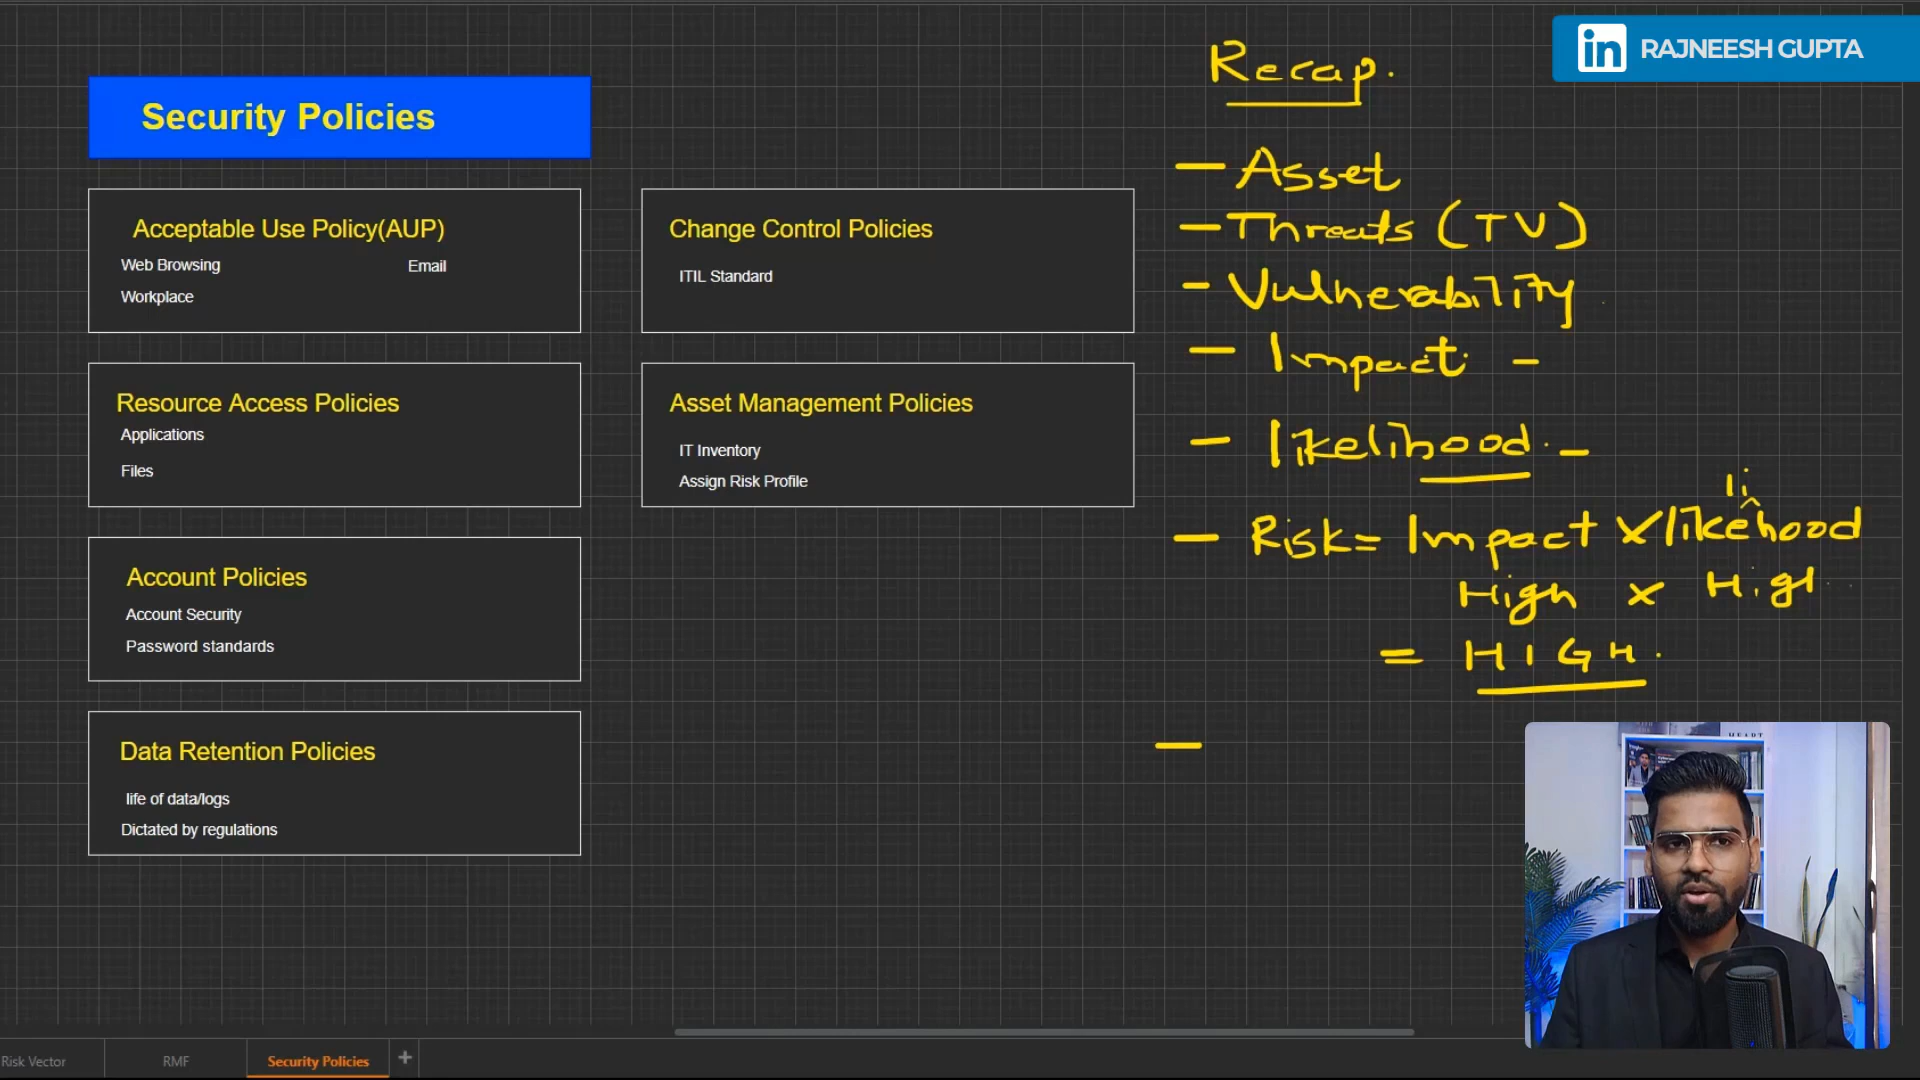 in RAJNEESH GUPTA
Security Policies
Acceptable Use Policy(AUP)
Web Browsing
Email
Workplace
Resource Access Policies
Applications
Files
Account Policies
Account Security
Password standards
Data Retention Policies
life of data/logs
Dictated by regulations
Change Control Policies
ITIL Standard
Asset Management Policies
IT Inventory
Assign Risk Profile
Recap.
- Asset
- Threats (TV)
- Vulnerability
- Impact -
- likelihood. -
li
- Risk = Impact x likehood
High x High
= HIGH.
-
Risk Vector
RMF
Security Policies
+